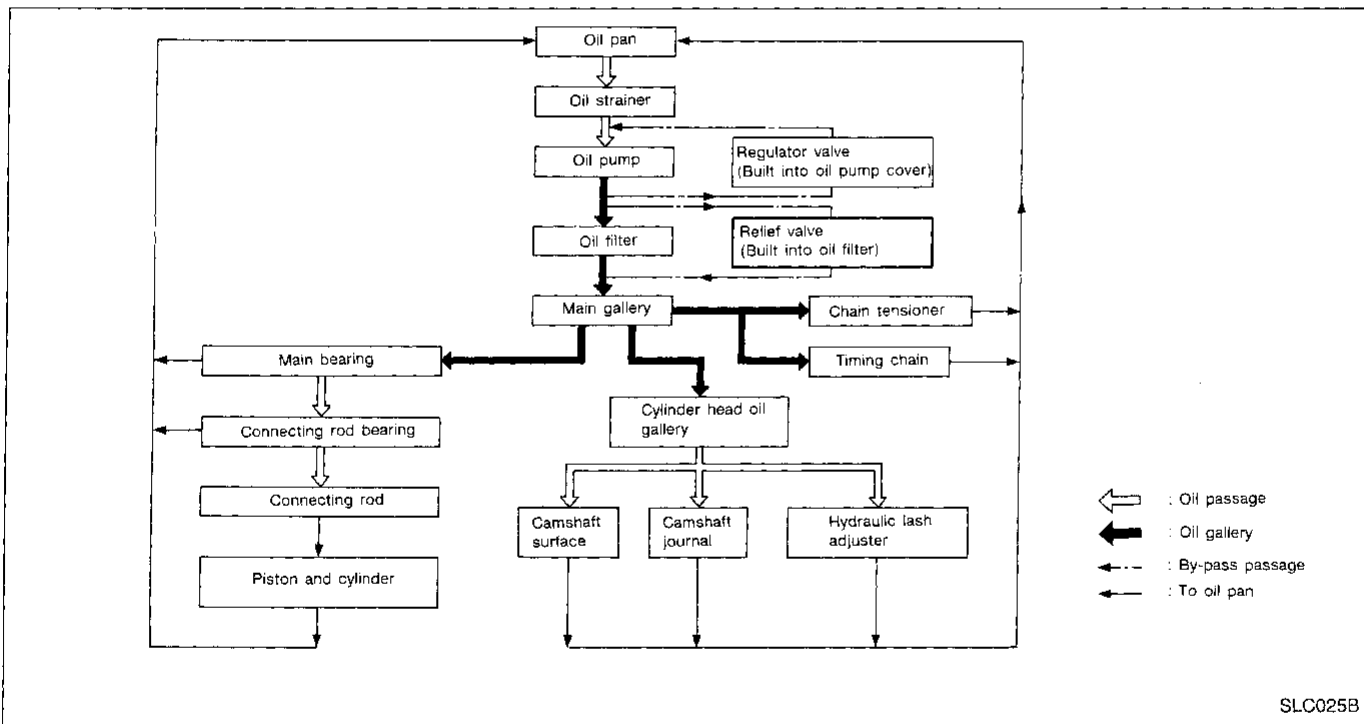 Oil pan
Oil strainer
Oil pump
Regulator valve
(Built into oil pump cover)
Relief valve
(Built into oil filter)
Oil filter
Main gallery
Chain tensioner
Timing chain
Main bearing
Connecting rod bearing
Cylinder head oil
gallery
Connecting rod
Camshaft
surface
Camshaft
journal
Hydraulic lash
adjuster
Piston and cylinder
: Oil passage
: Oil gallery
: By-pass passage
: To oil pan
SLC025B